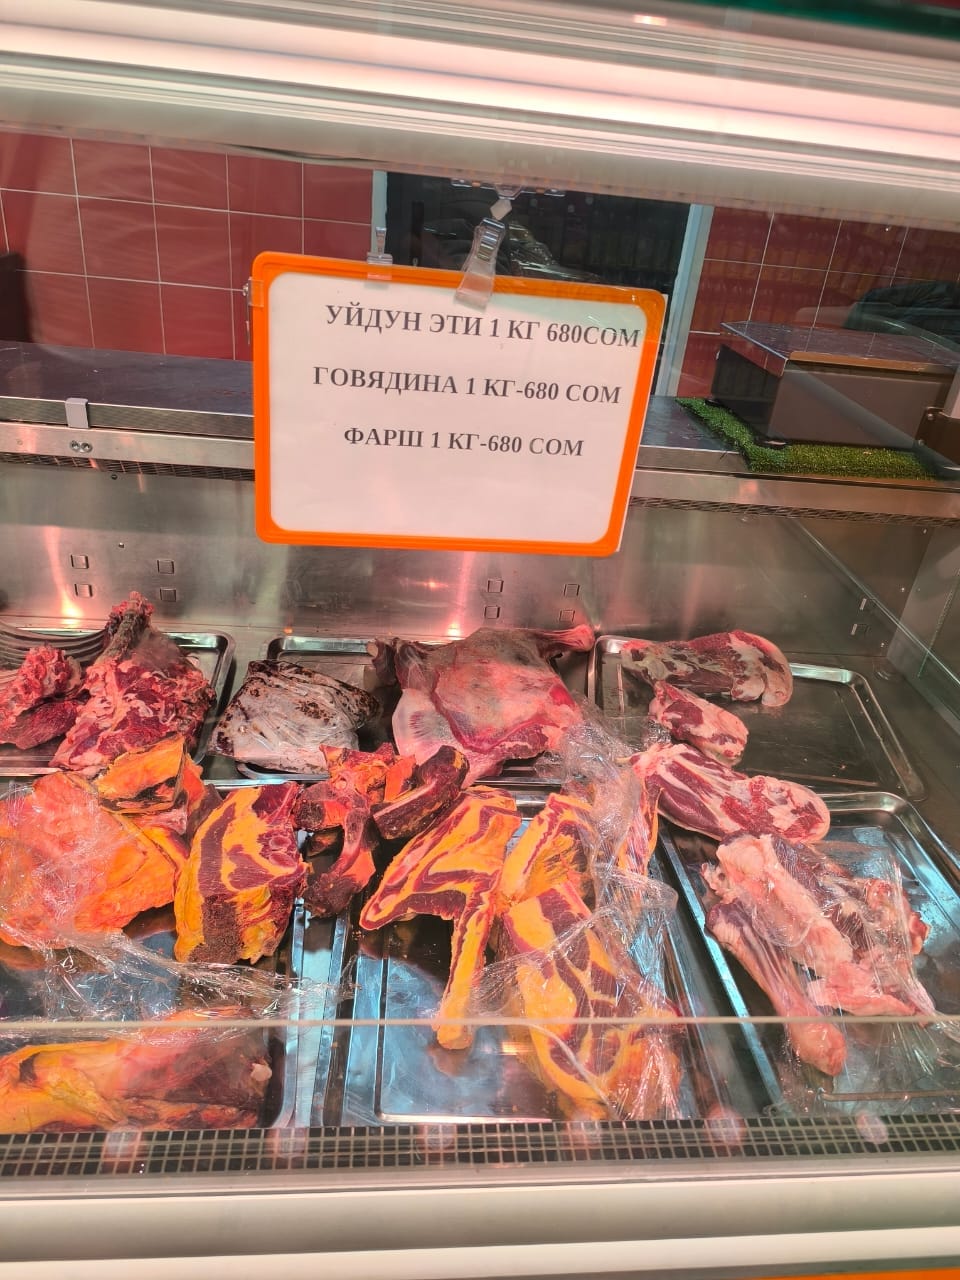 УЙДУН ЭТИ 1 КГ 680СОМ
ГОВЯДИНА 1 КГ-680 СОМ
ФАРШ 1 КГ-680 СОМ